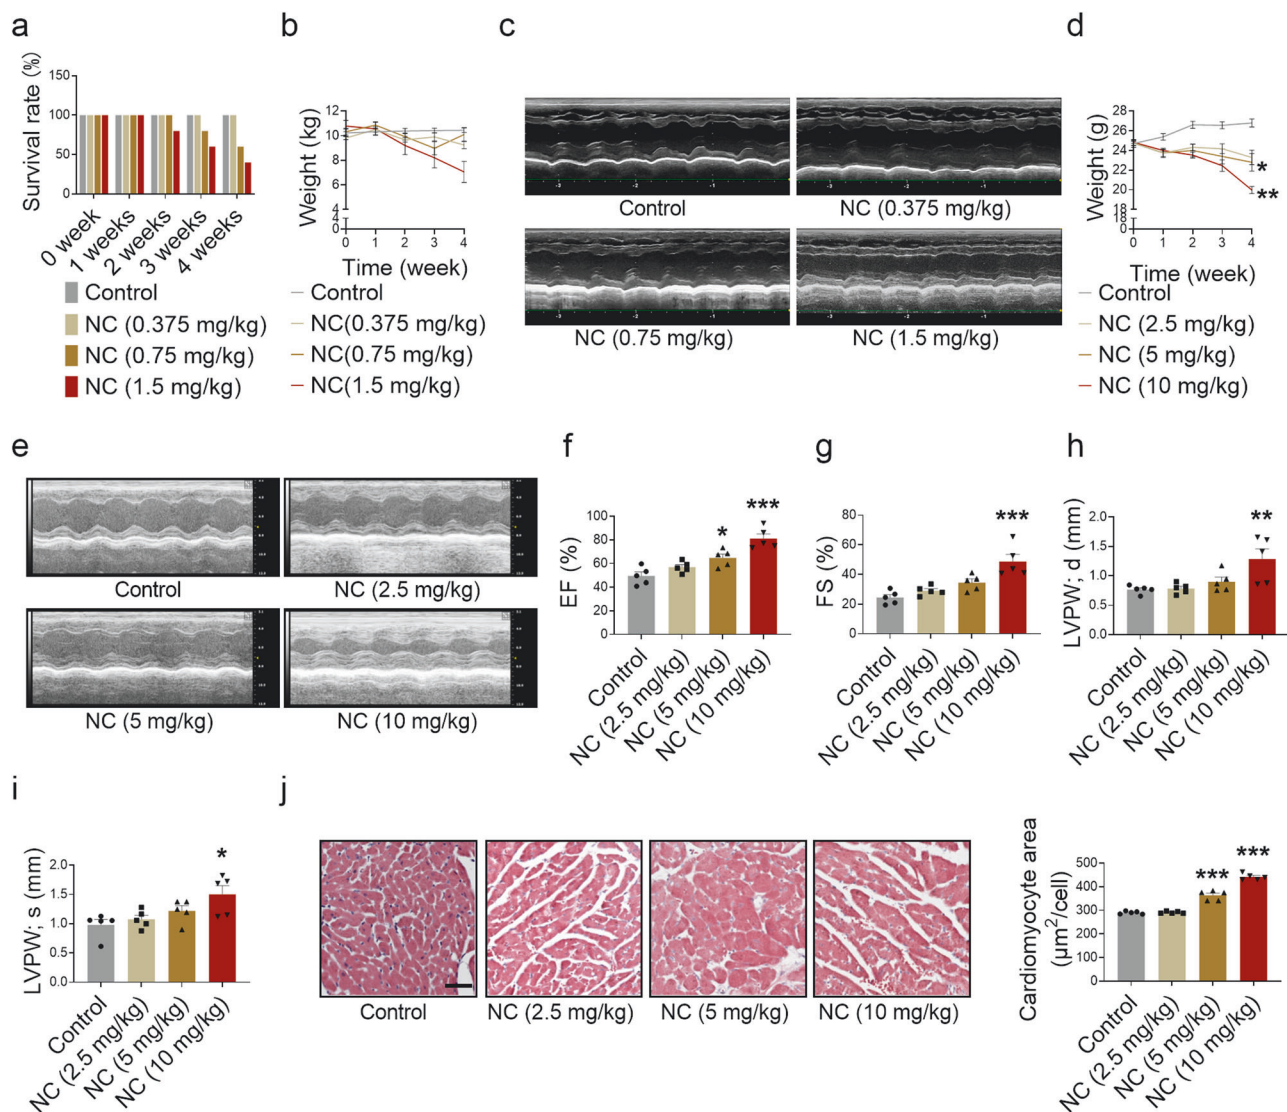 a
b
c
d
Survival rate (%)
150
100
50
0
0 week
1 weeks
2 weeks
3 weeks
4 weeks
Control
NC (0.375 mg/kg)
NC (0.75 mg/kg)
NC (1.5 mg/kg)
Weight (kg)
12
10
8
6
4
0
0
1
2
3
4
Time (week)
Control
NC(0.375 mg/kg)
NC(0.75 mg/kg)
NC(1.5 mg/kg)
-3
-2
-1
-3
-2
-1
Control
NC (0.375 mg/kg)
-3
-2
-1
-3
-2
-1
NC (0.75 mg/kg)
NC (1.5 mg/kg)
Weight (g)
28
26
24
22
20
18
8
0
*
**
0
1
2
3
4
Time (week)
Control
NC (2.5 mg/kg)
NC (5 mg/kg)
NC (10 mg/kg)
e
f
g
h
Control
NC (2.5 mg/kg)
NC (5 mg/kg)
NC (10 mg/kg)
EF (%)
100
80
60
40
20
0
*
***
Control
NC (2.5 mg/kg)
NC (5 mg/kg)
NC (10 mg/kg)
FS (%)
80
60
40
20
0
***
Control
NC (2.5 mg/kg)
NC (5 mg/kg)
NC (10 mg/kg)
LVPW; d (mm)
2.0
1.5
1.0
0.5
0.0
**
Control
NC (2.5 mg/kg)
NC (5 mg/kg)
NC (10 mg/kg)
i
j
LVPW; s (mm)
2.0
1.5
1.0
0.5
0.0
*
Control
NC (2.5 mg/kg)
NC (5 mg/kg)
NC (10 mg/kg)
Control
NC (2.5 mg/kg)
NC (5 mg/kg)
NC (10 mg/kg)
Cardiomyocyte area
(µm²/cell)
500
400
300
200
100
0
***
***
Control
NC (2.5 mg/kg)
NC (5 mg/kg)
NC (10 mg/kg)